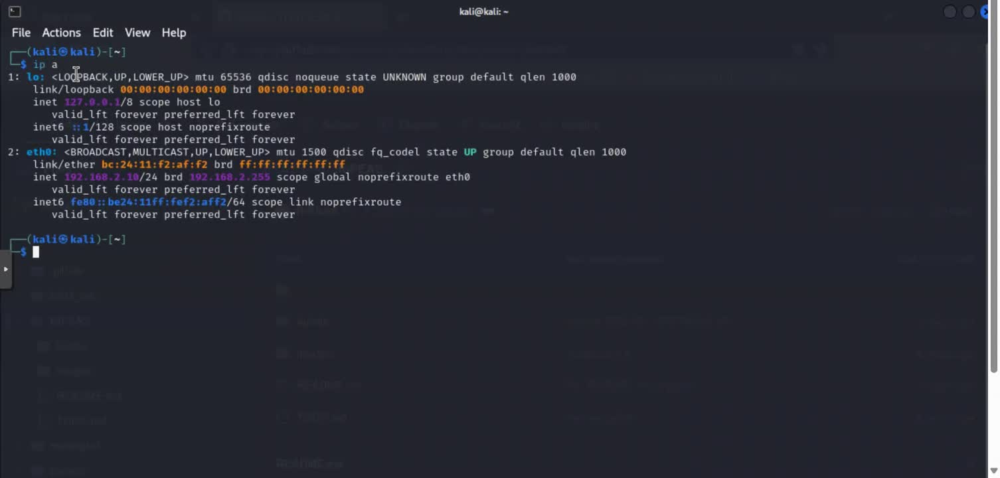 kali@kali: ~
File Actions Edit View Help
┌──(kali㉿kali)-[~]
└─$ ip a
1: lo: <LOOPBACK,UP,LOWER_UP> mtu 65536 qdisc noqueue state UNKNOWN group default qlen 1000
link/loopback 00:00:00:00:00:00 brd 00:00:00:00:00:00
inet 127.0.0.1/8 scope host lo
valid_lft forever preferred_lft forever
inet6 ::1/128 scope host noprefixroute
valid_lft forever preferred_lft forever
2: eth0: <BROADCAST,MULTICAST,UP,LOWER_UP> mtu 1500 qdisc fq_codel state UP group default qlen 1000
link/ether bc:24:11:f2:af:f2 brd ff:ff:ff:ff:ff:ff
inet 192.168.2.10/24 brd 192.168.2.255 scope global noprefixroute eth0
valid_lft forever preferred_lft forever
inet6 fe80::be24:11ff:fef2:aff2/64 scope link noprefixroute
valid_lft forever preferred_lft forever
┌──(kali㉿kali)-[~]
└─$
README.md